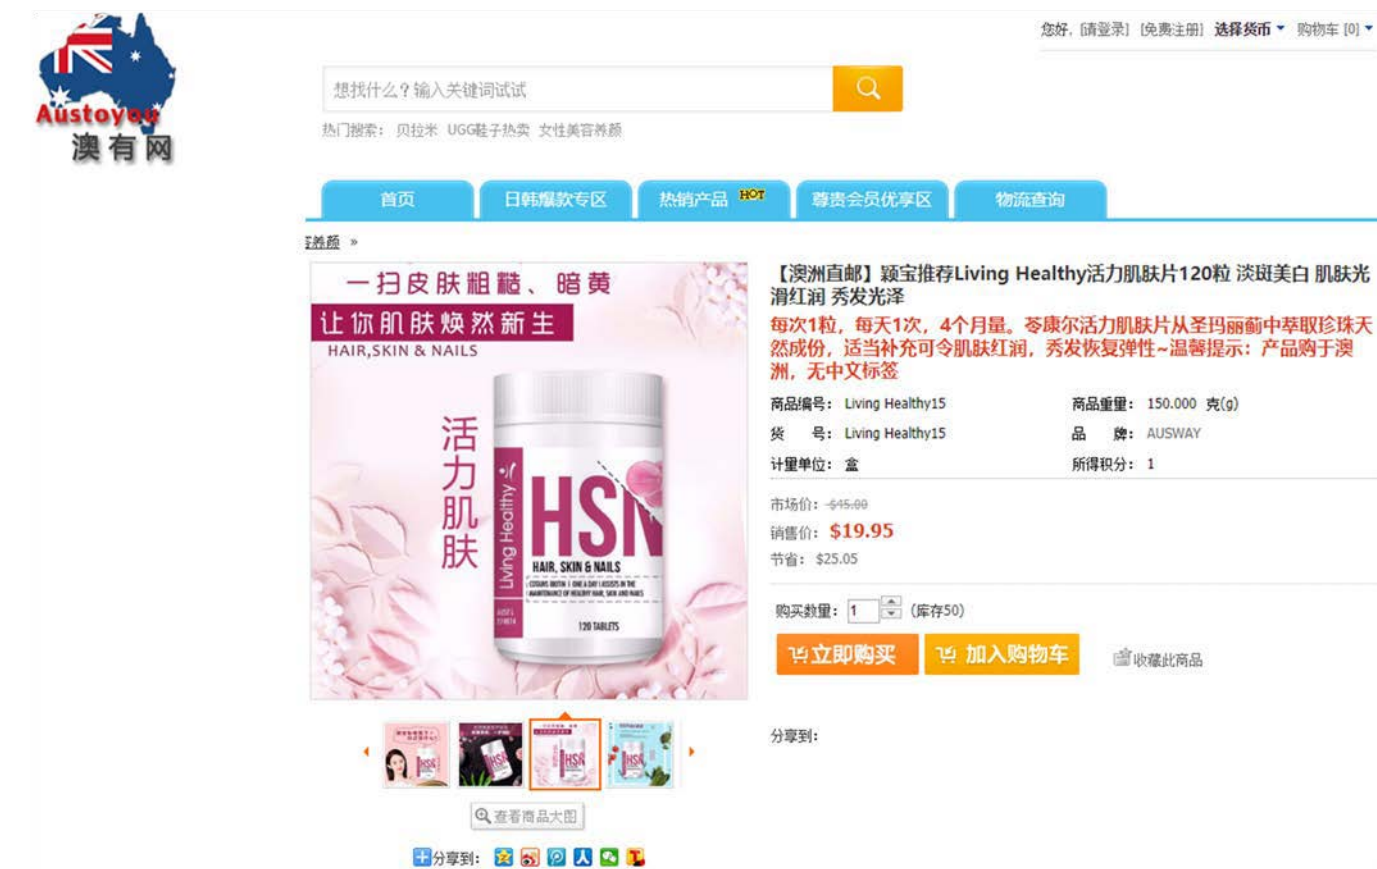 您好, [请登录] [免费注册] 选择货币 购物车 [0]
Austoyou
澳有网
想找什么？输入关键词试试
热门搜索： 贝拉米 UGG鞋子热卖 女性美容养颜
首页 日韩爆款专区 热销产品 HOT 尊贵会员优享区 物流查询
养颜 »
一扫皮肤粗糙、暗黄
让你肌肤焕然新生
HAIR,SKIN & NAILS
活力肌肤
Living Healthy
HSN
HAIR, SKIN & NAILS
120 TABLETS
【澳洲直邮】颖宝推荐Living Healthy活力肌肤片120粒 淡斑美白 肌肤光
滑红润 秀发光泽
每次1粒，每天1次，4个月量。苓康尔活力肌肤片从圣玛丽蓟中萃取珍珠天
然成份，适当补充可令肌肤红润，秀发恢复弹性~温馨提示：产品购于澳
洲，无中文标签
商品编号： Living Healthy15 商品重量： 150.000 克(g)
货 号： Living Healthy15 品 牌： AUSWAY
计量单位： 盒 所得积分： 1
市场价： $45.00
销售价： $19.95
节省： $25.05
购买数量： 1 (库存50)
立即购买 加入购物车 收藏此商品
分享到：
查看商品大图
分享到：